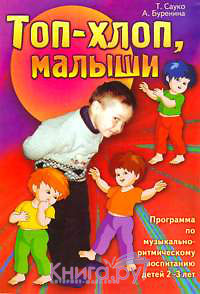 Т. Сауко
А. Буренина
Топ-хлоп,
малыши
Программа
по
музыкально-
ритмическому
воспитанию
детей 2-3 лет
Книга.ру